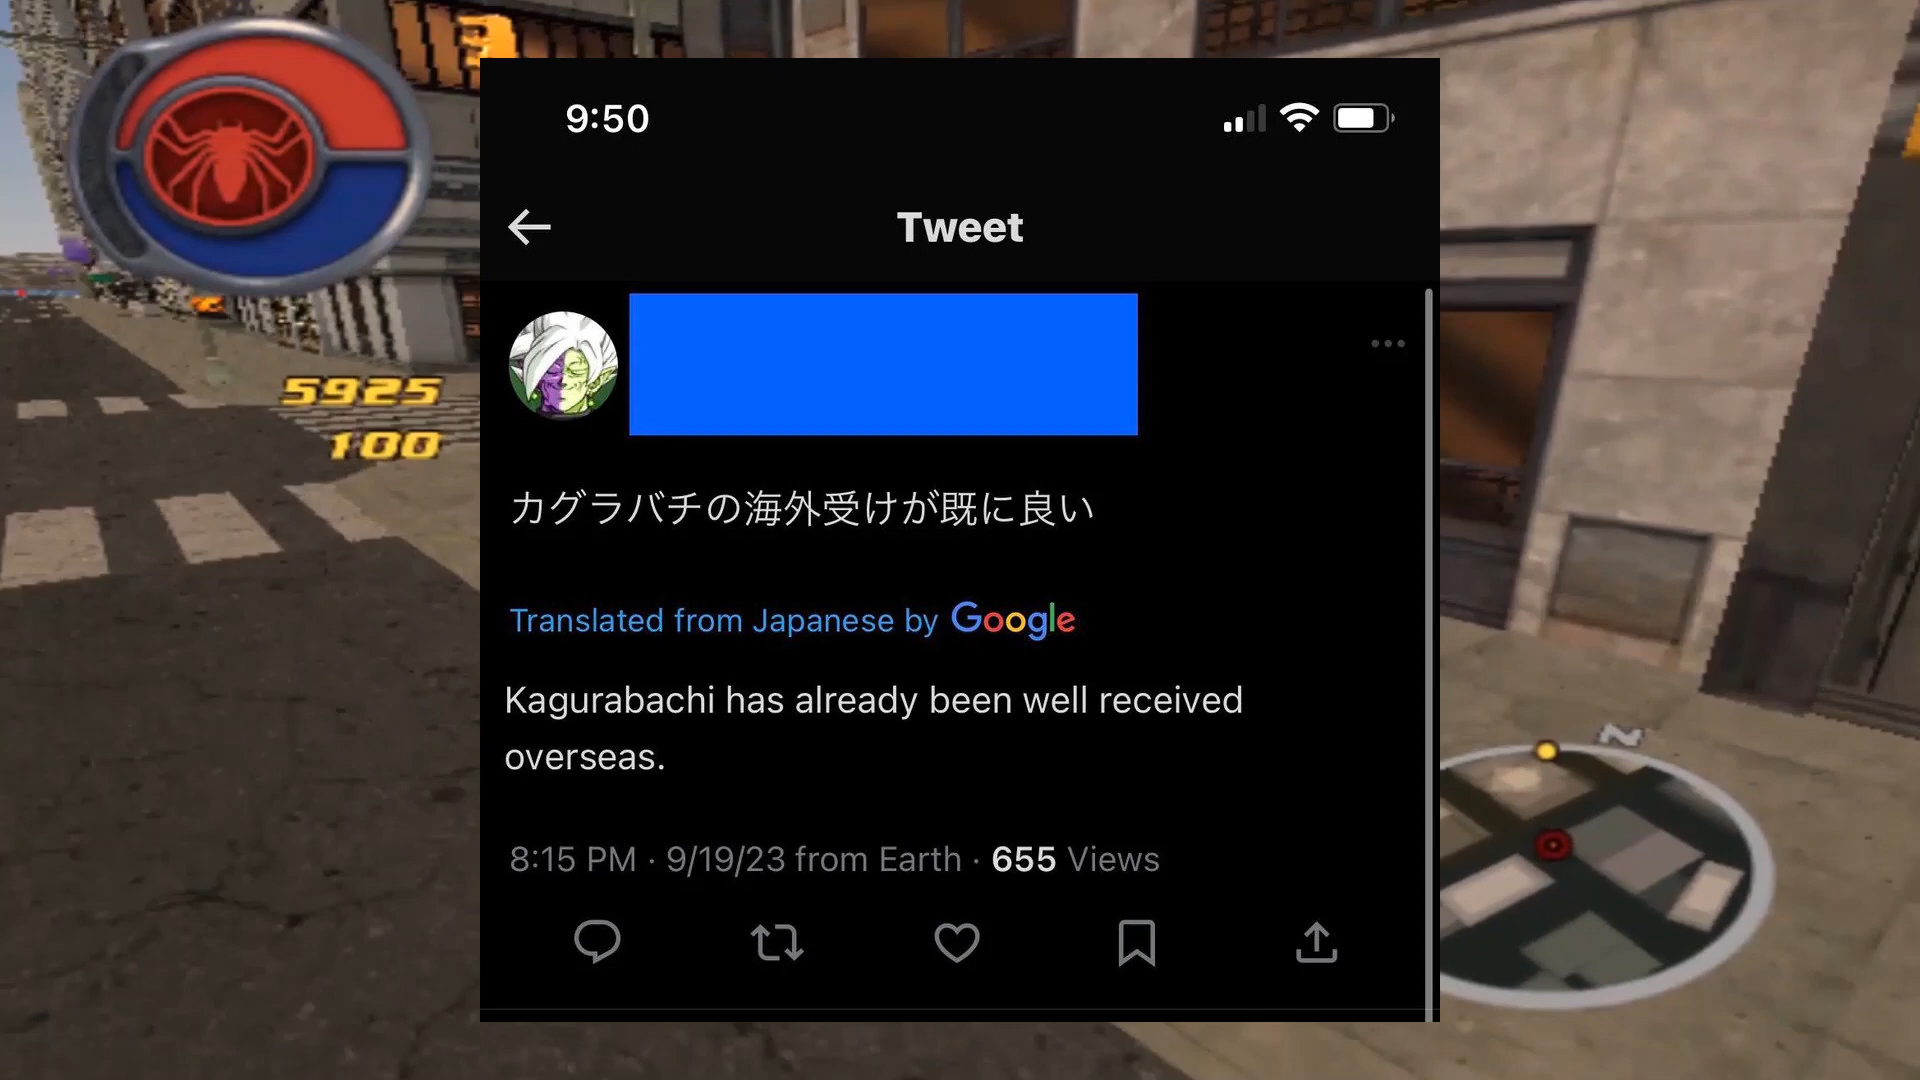 9:50
Tweet
5925
100
カグラバチの海外受けが既に良い
Translated from Japanese by Google
Kagurabachi has already been well received
overseas.
N
8:15 PM · 9/19/23 from Earth · 655 Views